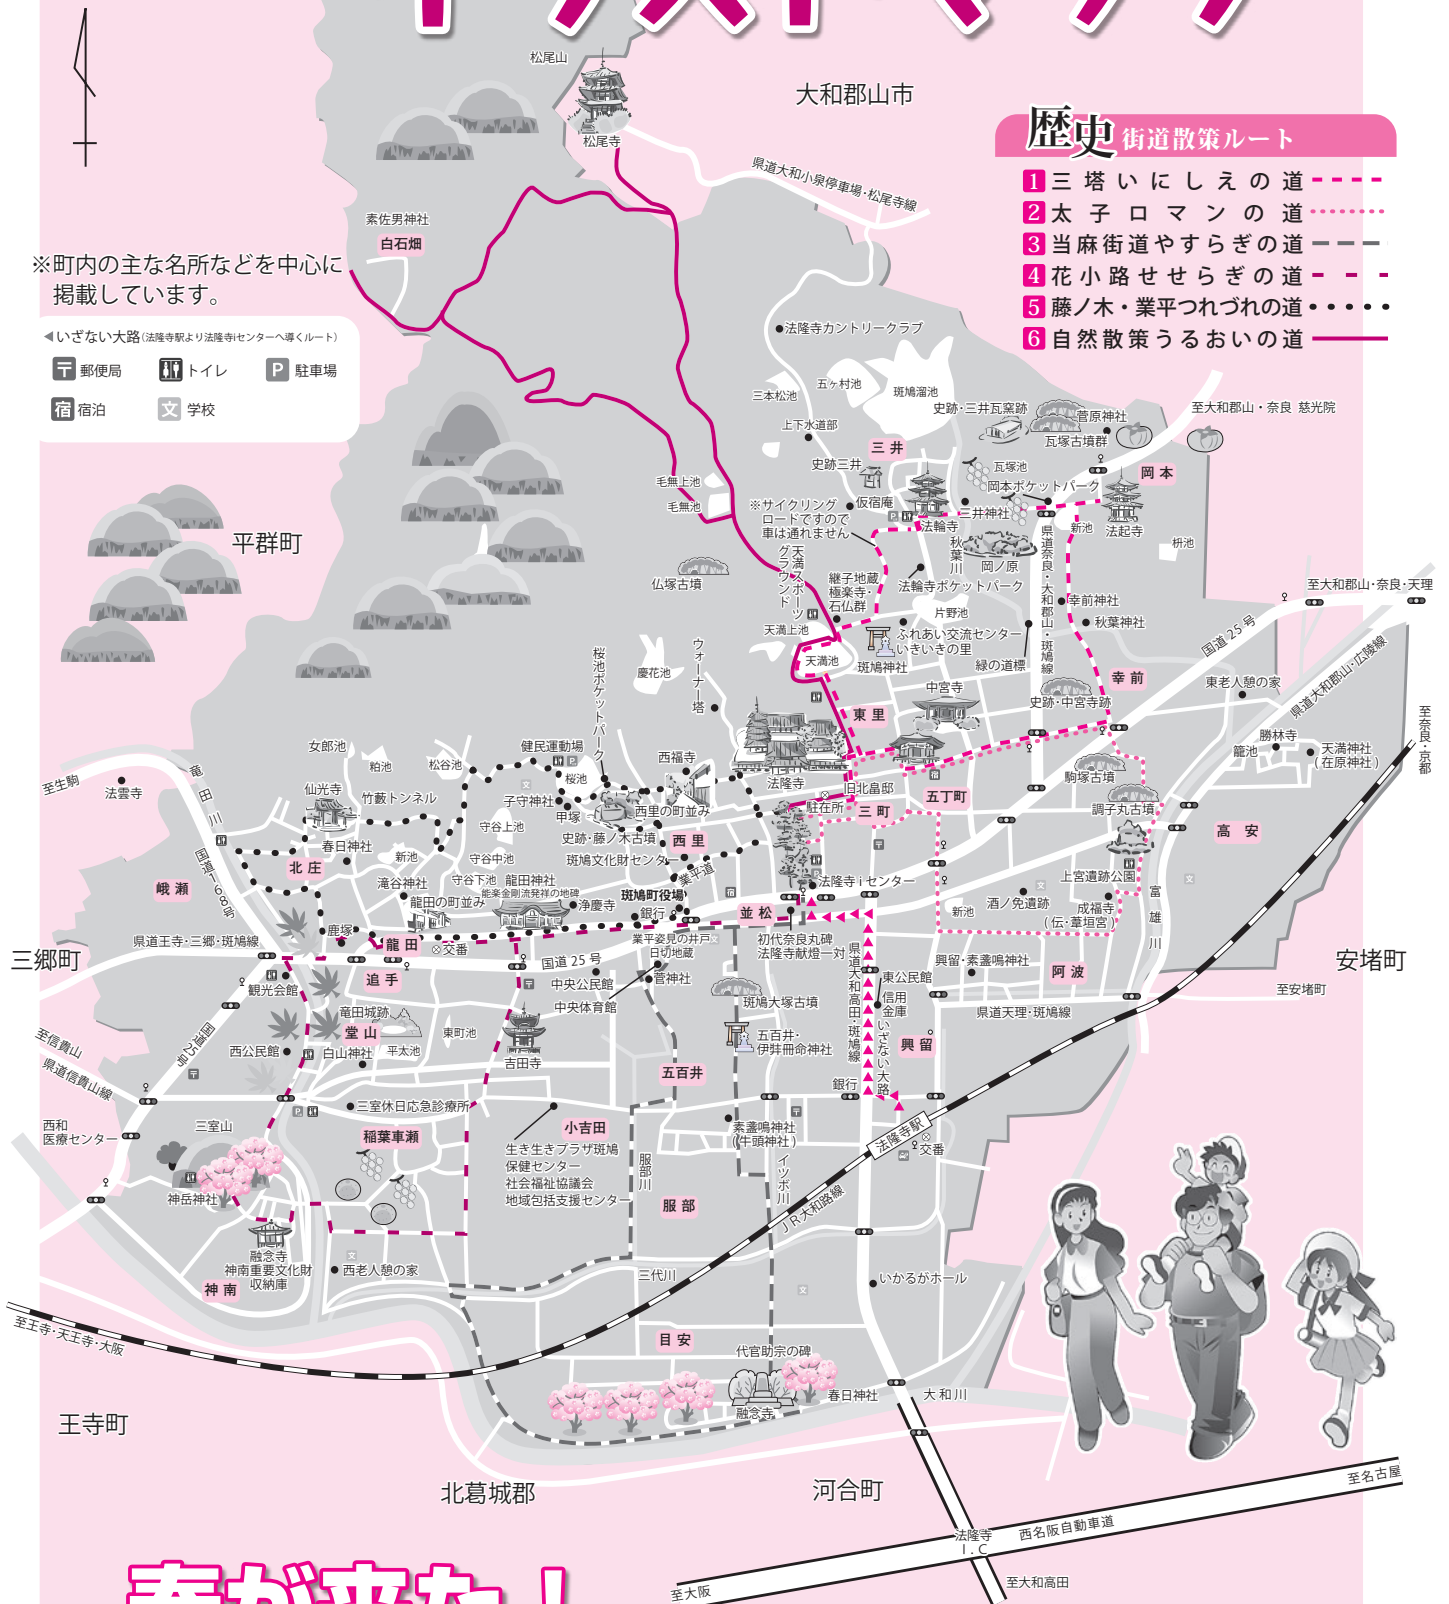 イラストマップ
松尾山
大和郡山市
松尾寺
県道大和小泉停車場・松尾寺線
歴史 街道散策ルート
1 三塔いにしえの道
2 太子ロマンの道
3 当麻街道やすらぎの道
4 花小路せせらぎの道
5 藤ノ木・業平つれづれの道
6 自然散策うるおいの道
素佐男神社
白石畑
※町内の主な名所などを中心に
掲載しています。
◀いざない大路(法隆寺駅より法隆寺iセンターへ導くルート)
〒 郵便局
トイレ
P 駐車場
宿 宿泊
文 学校
法隆寺カントリークラブ
五ヶ村池
三本松池
斑鳩溜池
上下水道部
史跡・三井瓦窯跡
菅原神社
至大和郡山・奈良 慈光院
瓦塚古墳群
三井
史跡三井
瓦塚池
岡本
岡本ポケットパーク
毛無上池
毛無池
※サイクリング
ロードですので
車は通れません
仮宿庵
三井神社
法輪寺
新池
法起寺
枡池
平群町
秋葉川
岡ノ原
県道奈良・大和郡山・斑鳩線
仏塚古墳
天満スポーツ
グラウンド
継子地蔵
極楽寺・
石仏群
法輪寺ポケットパーク
至大和郡山・奈良・天理
幸前神社
片野池
秋葉神社
天満上池
ふれあい交流センター
いきいきの里
国道25号
県道大和郡山・広陵線
天満池
斑鳩神社
緑の道標
幸前
桜池ポケットパーク
慶花池
ウォーナー塔
中宮寺
史跡・中宮寺跡
東老人憩の家
東里
勝林寺
籠池
天満神社
(在原神社)
至奈良・京都
女郎池
粕池
松谷池
健民運動場
桜池
西福寺
法隆寺
駒塚古墳
至生駒
法雲寺
竜田川
仙光寺
竹藪トンネル
子守神社
甲塚
西里の町並み
旧北畠邸
五丁町
駐在所
三町
調子丸古墳
高安
守谷上池
史跡・藤ノ木古墳
西里
春日神社
新池
守谷中池
斑鳩文化財センター
業平道
国道168号
北庄
峨瀬
滝谷神社
守谷下池
龍田神社
能楽金剛流発祥の地碑
斑鳩町役場
法隆寺iセンター
上宮遺跡公園
龍田の町並み
浄慶寺
銀行
並松
新池
酒ノ免遺跡
成福寺
(伝・葦垣宮)
富雄川
鹿塚
龍田
交番
県道王寺・三郷・斑鳩線
三郷町
業平姿見の井戸
日切地蔵
初代奈良丸碑
法隆寺献燈一対
安堵町
国道25号
追手
中央公民館
菅神社
東公民館
興留・素盞鳴神社
阿波
観光会館
中央体育館
斑鳩大塚古墳
信用
金庫
至安堵町
県道天理・斑鳩線
竜田城跡
堂山
東町池
県道大和高田・斑鳩線
いざない大路
国道25号
至信貴山
県道信貴山線
西公民館
白山神社
平太池
吉田寺
五百井・
伊弉冊命神社
興留
五百井
銀行
三室休日応急診療所
西和
医療センター
三室山
稲葉車瀬
小吉田
素盞鳴神社
(牛頭神社)
法隆寺駅
交番
生き生きプラザ斑鳩
保健センター
社会福祉協議会
地域包括支援センター
服部川
イツボ川
神岳神社
服部
JR大和路線
融念寺
神南重要文化財
収納庫
西老人憩の家
三代川
いかるがホール
神南
至王寺・天王寺・大阪
目安
代官助宗の碑
王寺町
融念寺
春日神社
大和川
北葛城郡
河合町
至名古屋
法隆寺
I.C
西名阪自動車道
至大阪
至大和高田
春が来た!